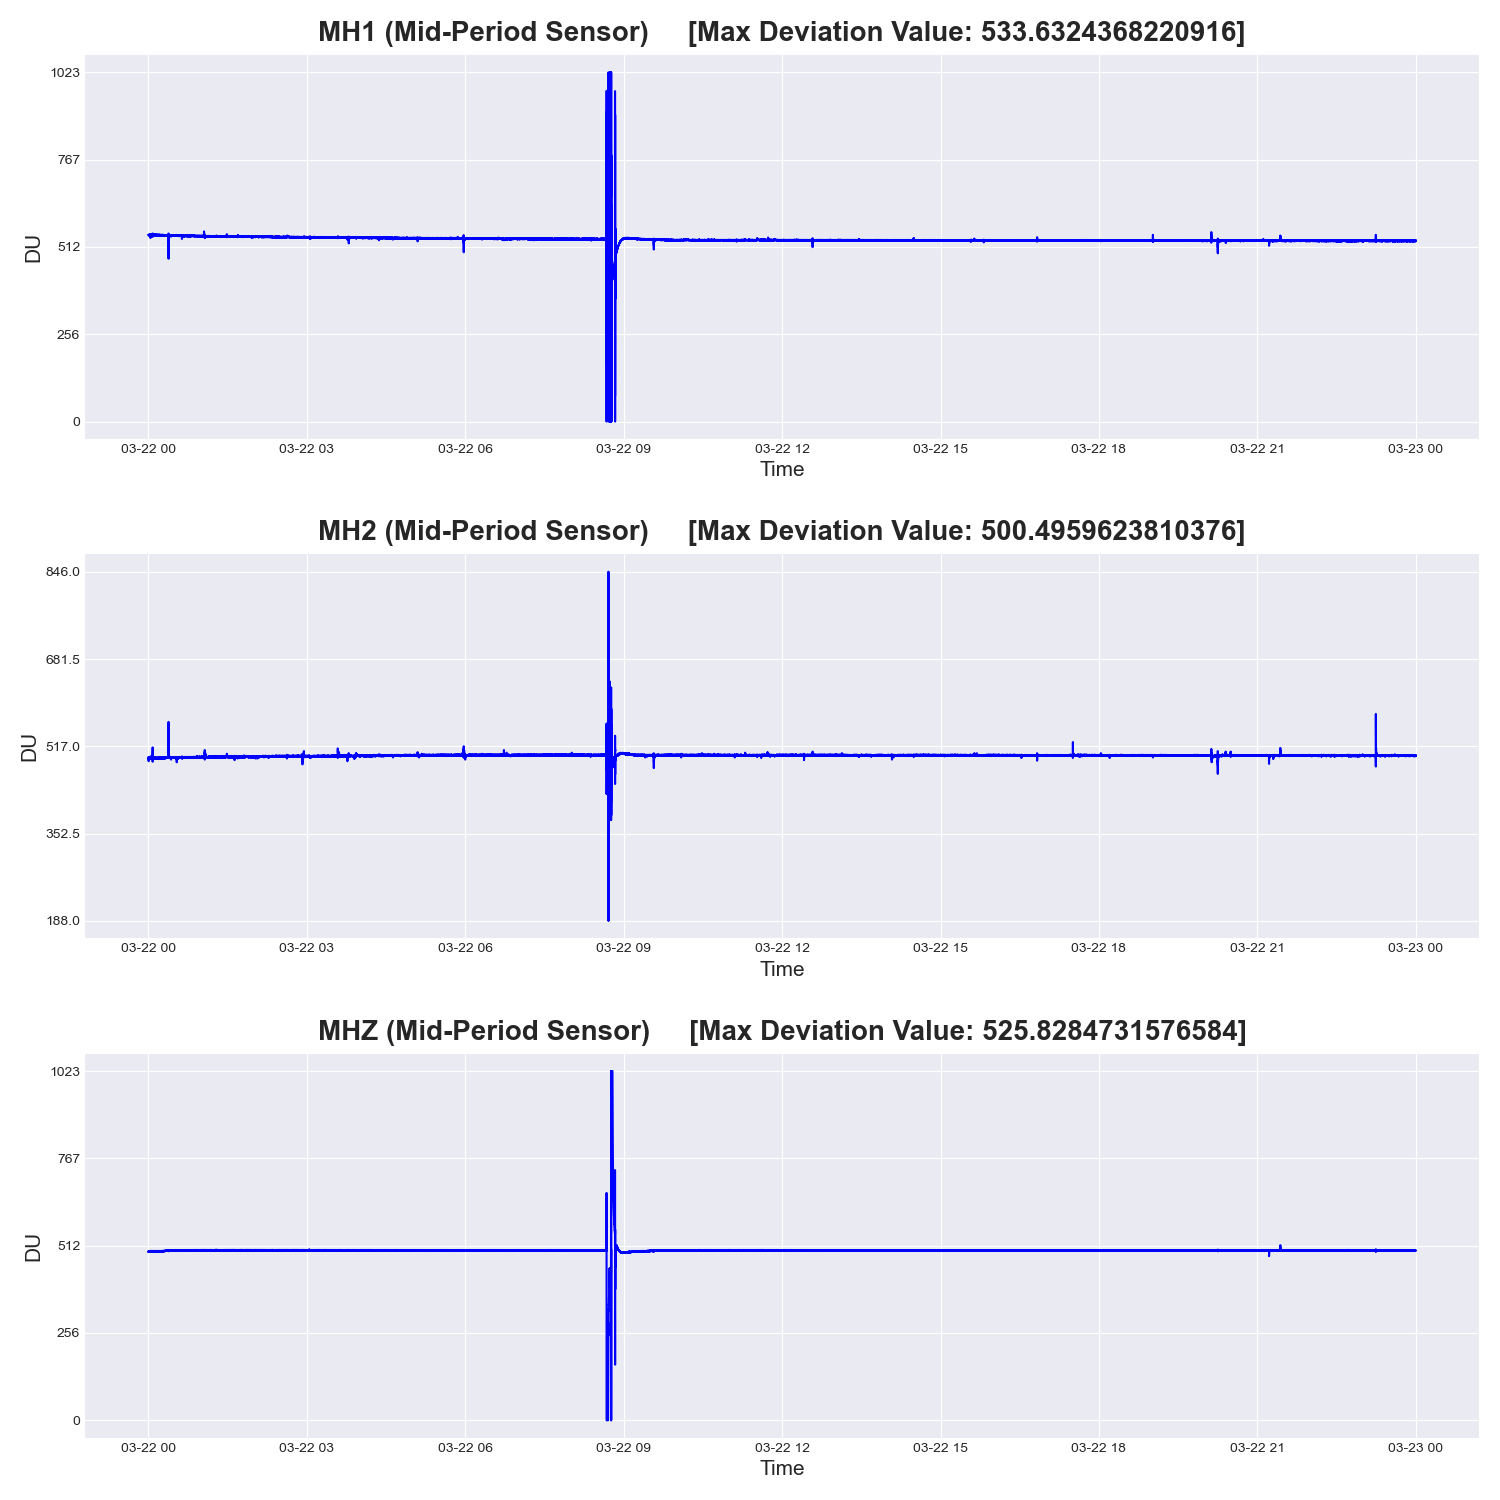 MH1 (Mid-Period Sensor) [Max Deviation Value: 533.6324368220916]
1023
767
512
256
0
DU
03-22 00 03-22 03 03-22 06 03-22 09 03-22 12 03-22 15 03-22 18 03-22 21 03-23 00
Time
MH2 (Mid-Period Sensor) [Max Deviation Value: 500.4959623810376]
846.0
681.5
517.0
352.5
188.0
DU
03-22 00 03-22 03 03-22 06 03-22 09 03-22 12 03-22 15 03-22 18 03-22 21 03-23 00
Time
MHZ (Mid-Period Sensor) [Max Deviation Value: 525.8284731576584]
1023
767
512
256
0
DU
03-22 00 03-22 03 03-22 06 03-22 09 03-22 12 03-22 15 03-22 18 03-22 21 03-23 00
Time